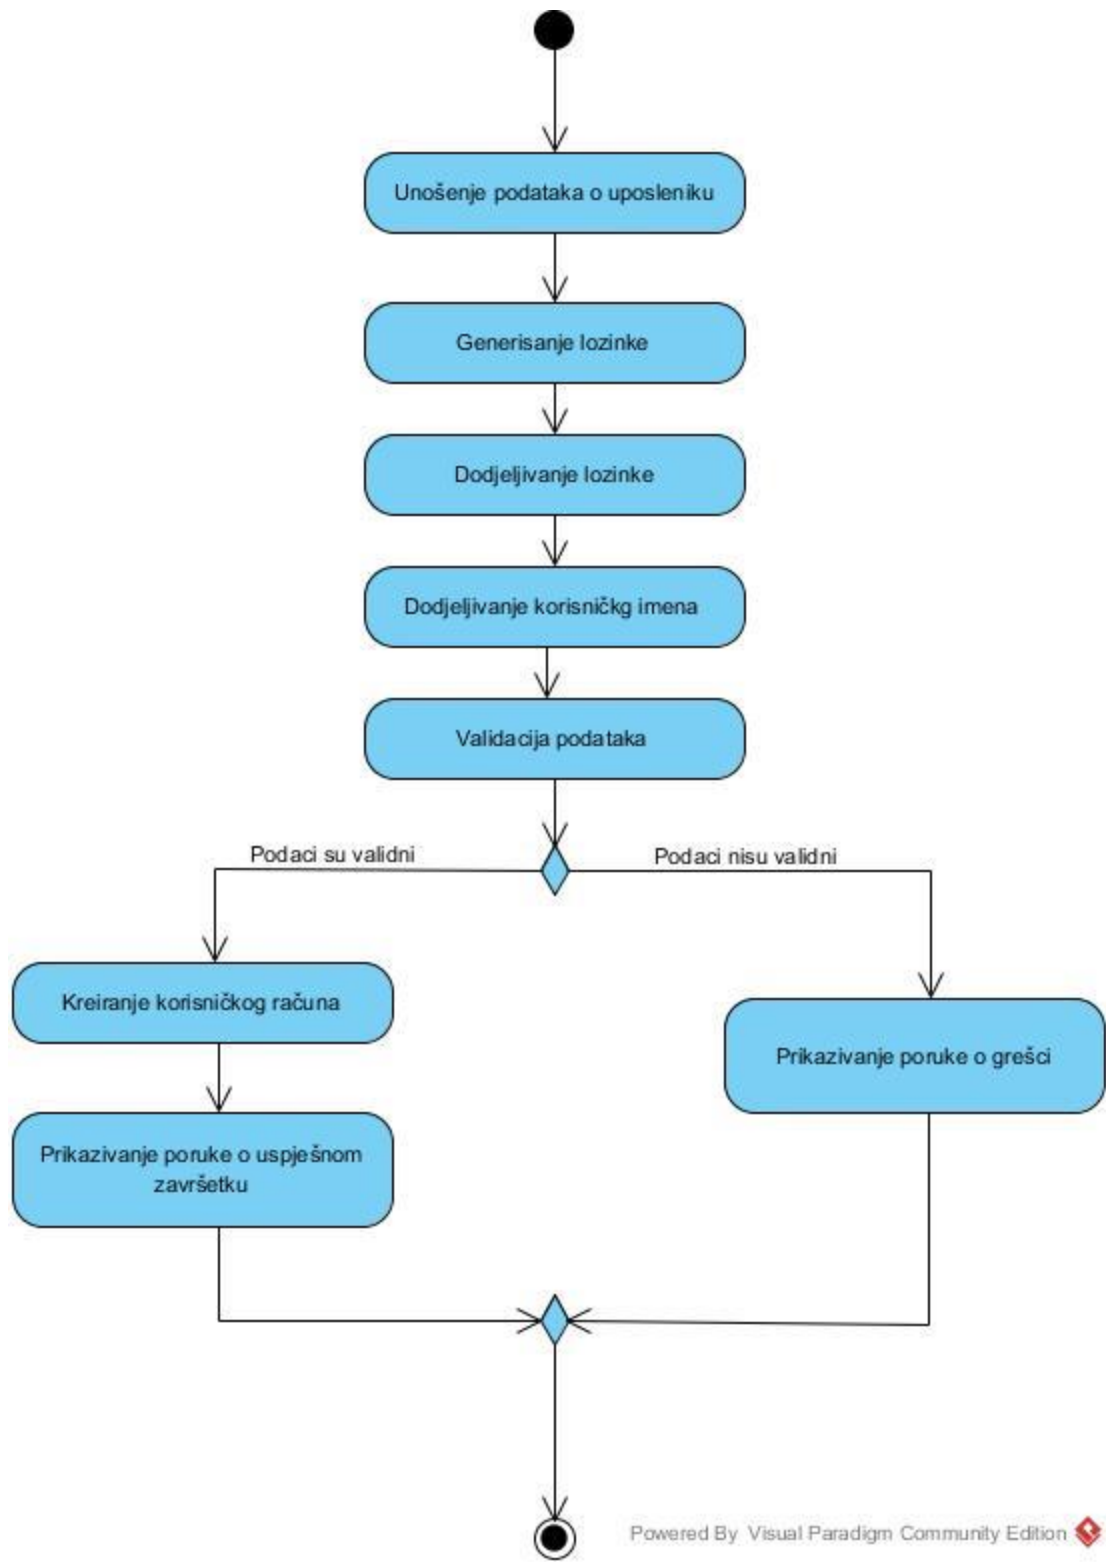 Unošenje podataka o uposleniku
Generisanje lozinke
Dodjeljivanje lozinke
Dodjeljivanje korisničkg imena
Validacija podataka
Podaci su validni
Podaci nisu validni
Kreiranje korisničkog računa
Prikazivanje poruke o grešci
Prikazivanje poruke o uspješnom
završetku
Powered By Visual Paradigm Community Edition